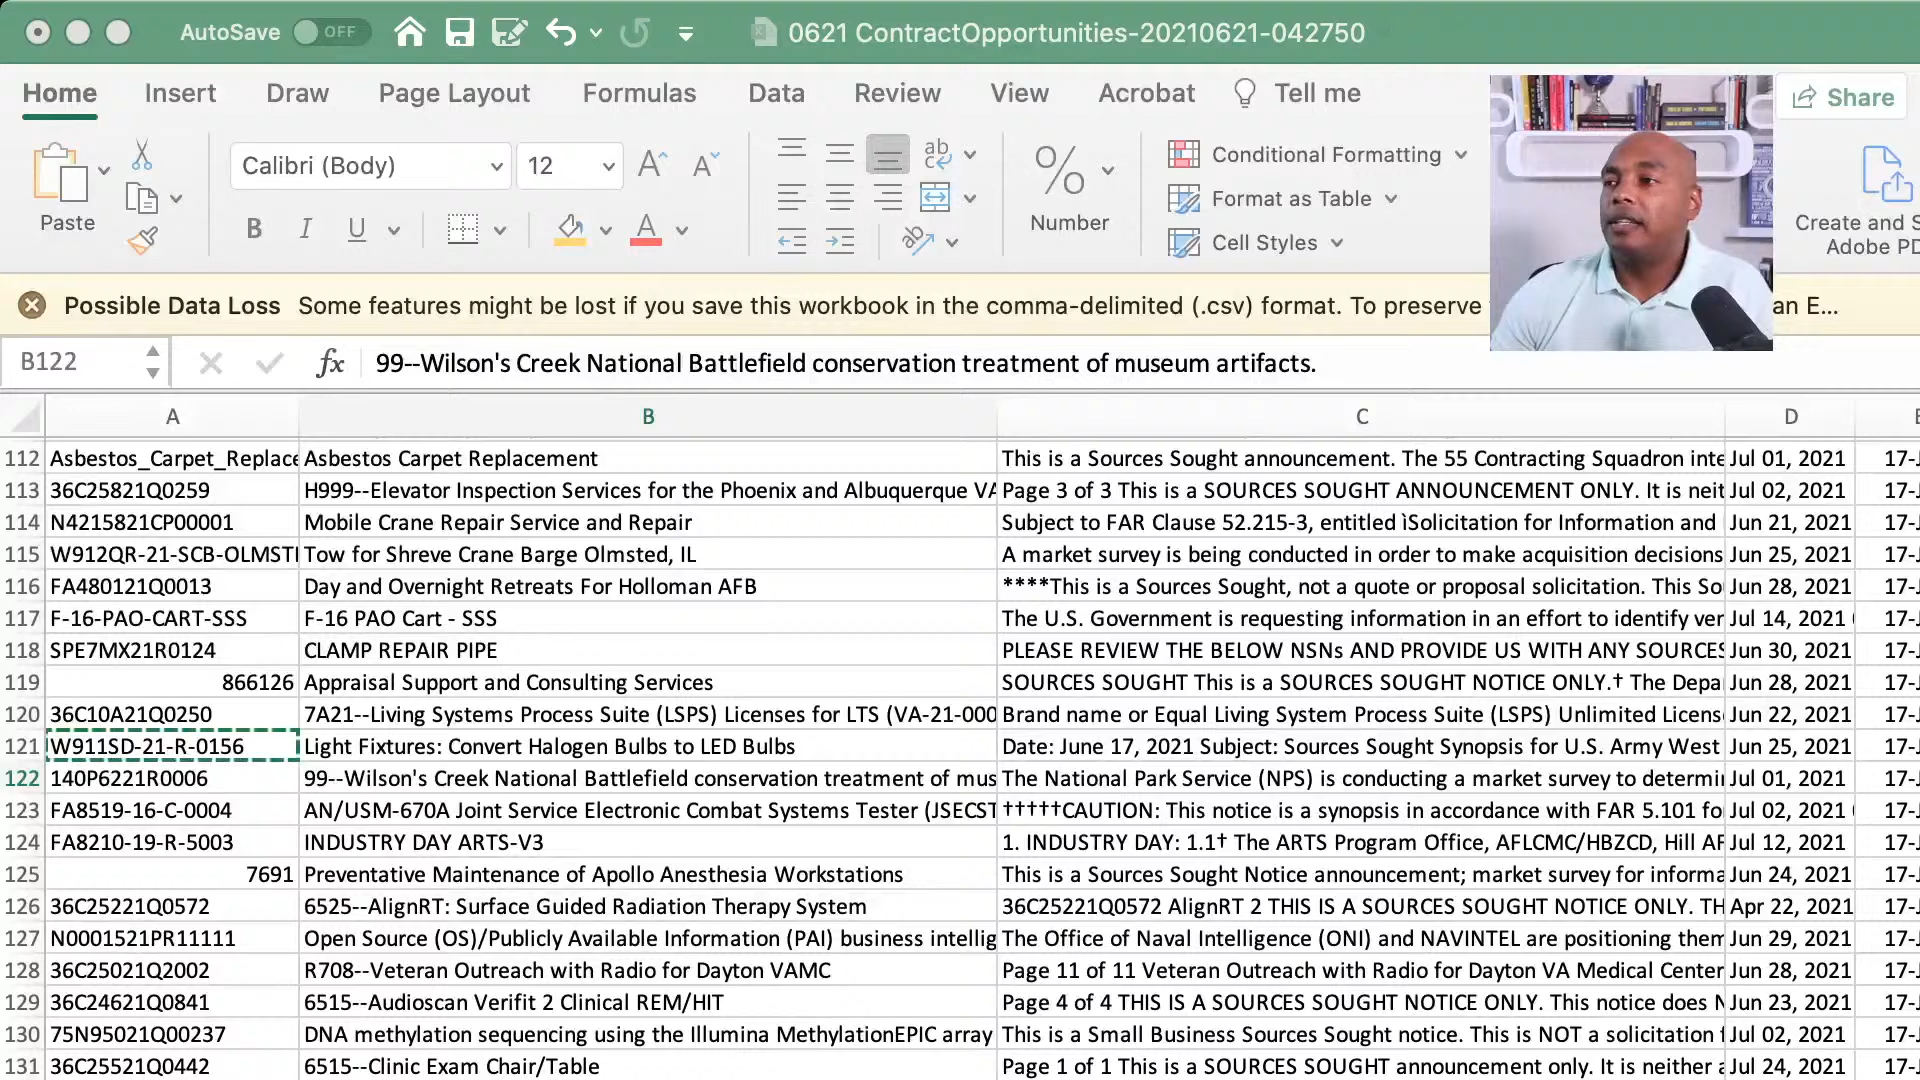 AutoSave OFF 0621 ContractOpportunities-20210621-042750
Home Insert Draw Page Layout Formulas Data Review View Acrobat Tell me Share
Paste Calibri (Body) 12 B I U Number Conditional Formatting
Format as Table
Cell Styles
Create and S
Adobe PD
Possible Data Loss Some features might be lost if you save this workbook in the comma-delimited (.csv) format. To preserve an E...
B122 fx 99--Wilson's Creek National Battlefield conservation treatment of museum artifacts.
A B C D
112 Asbestos_Carpet_Replace Asbestos Carpet Replacement This is a Sources Sought announcement. The 55 Contracting Squadron inte Jul 01, 2021 17-J
113 36C25821Q0259 H999--Elevator Inspection Services for the Phoenix and Albuquerque VA Page 3 of 3 This is a SOURCES SOUGHT ANNOUNCEMENT ONLY. It is neit Jul 02, 2021 17-J
114 N4215821CP00001 Mobile Crane Repair Service and Repair Subject to FAR Clause 52.215-3, entitled ìSolicitation for Information and Jun 21, 2021 17-J
115 W912QR-21-SCB-OLMSTI Tow for Shreve Crane Barge Olmsted, IL A market survey is being conducted in order to make acquisition decisions Jun 25, 2021 17-J
116 FA480121Q0013 Day and Overnight Retreats For Holloman AFB ****This is a Sources Sought, not a quote or proposal solicitation. This So Jun 28, 2021 17-J
117 F-16-PAO-CART-SSS F-16 PAO Cart - SSS The U.S. Government is requesting information in an effort to identify ver Jul 14, 2021 17-J
118 SPE7MX21R0124 CLAMP REPAIR PIPE PLEASE REVIEW THE BELOW NSNs AND PROVIDE US WITH ANY SOURCES Jun 30, 2021 17-J
119 866126 Appraisal Support and Consulting Services SOURCES SOUGHT This is a SOURCES SOUGHT NOTICE ONLY.† The Depa Jun 28, 2021 17-J
120 36C10A21Q0250 7A21--Living Systems Process Suite (LSPS) Licenses for LTS (VA-21-000 Brand name or Equal Living System Process Suite (LSPS) Unlimited Licens Jun 22, 2021 17-J
121 W911SD-21-R-0156 Light Fixtures: Convert Halogen Bulbs to LED Bulbs Date: June 17, 2021 Subject: Sources Sought Synopsis for U.S. Army West Jun 25, 2021 17-J
122 140P6221R0006 99--Wilson's Creek National Battlefield conservation treatment of mus The National Park Service (NPS) is conducting a market survey to determi Jul 01, 2021 17-J
123 FA8519-16-C-0004 AN/USM-670A Joint Service Electronic Combat Systems Tester (JSECST †††††CAUTION: This notice is a synopsis in accordance with FAR 5.101 fo Jul 02, 2021 17-J
124 FA8210-19-R-5003 INDUSTRY DAY ARTS-V3 1. INDUSTRY DAY: 1.1† The ARTS Program Office, AFLCMC/HBZCD, Hill AF Jul 12, 2021 17-J
125 7691 Preventative Maintenance of Apollo Anesthesia Workstations This is a Sources Sought Notice announcement; market survey for informa Jun 24, 2021 17-J
126 36C25221Q0572 6525--AlignRT: Surface Guided Radiation Therapy System 36C25221Q0572 AlignRT 2 THIS IS A SOURCES SOUGHT NOTICE ONLY. TH Apr 22, 2021 17-J
127 N0001521PR11111 Open Source (OS)/Publicly Available Information (PAI) business intellig The Office of Naval Intelligence (ONI) and NAVINTEL are positioning them Jun 29, 2021 17-J
128 36C25021Q2002 R708--Veteran Outreach with Radio for Dayton VAMC Page 11 of 11 Veteran Outreach with Radio for Dayton VA Medical Center Jun 28, 2021 17-J
129 36C24621Q0841 6515--Audioscan Verifit 2 Clinical REM/HIT Page 4 of 4 THIS IS A SOURCES SOUGHT NOTICE ONLY. This notice does N Jun 23, 2021 17-J
130 75N95021Q00237 DNA methylation sequencing using the Illumina MethylationEPIC array This is a Small Business Sources Sought notice. This is NOT a solicitation Jul 02, 2021 17-J
131 36C25521Q0442 6515--Clinic Exam Chair/Table Page 1 of 1 This is a SOURCES SOUGHT announcement only. It is neither a Jul 24, 2021 17-J